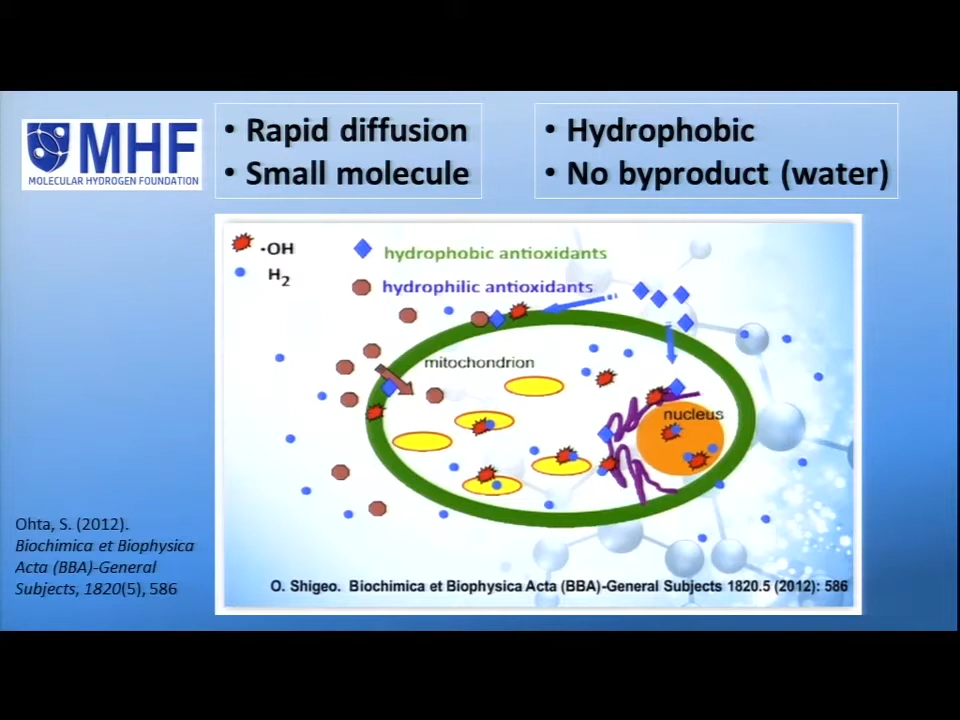 MHF
MOLECULAR HYDROGEN FOUNDATION
• Rapid diffusion
• Small molecule
• Hydrophobic
• No byproduct (water)
·OH
H₂
hydrophobic antioxidants
hydrophilic antioxidants
mitochondrion
nucleus
O. Shigeo. Biochimica et Biophysica Acta (BBA)-General Subjects 1820.5 (2012): 586
Ohta, S. (2012).
Biochimica et Biophysica
Acta (BBA)-General
Subjects, 1820(5), 586